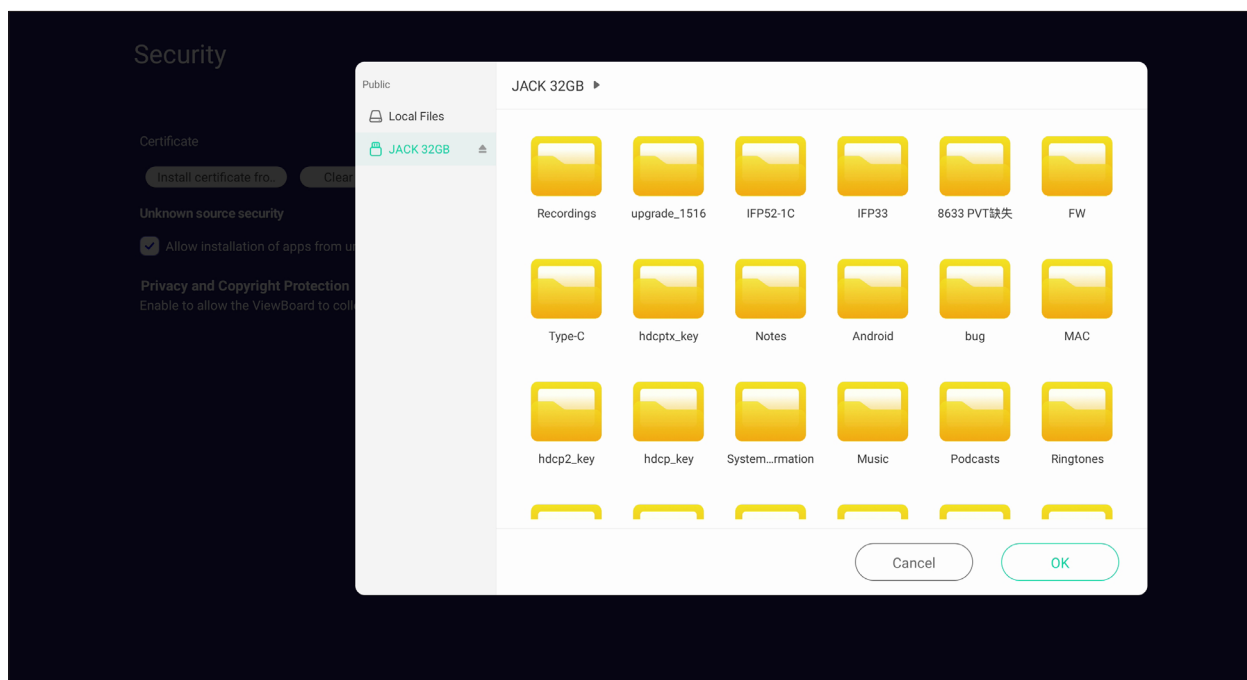 Security
Certificate
Install certificate fro..
Clear
Unknown source security
Allow installation of apps from un
Privacy and Copyright Protection
Enable to allow the ViewBoard to colle
Public
Local Files
JACK 32GB
JACK 32GB
Recordings
upgrade_1516
IFP52-1C
IFP33
8633 PVT缺失
FW
Type-C
hdcptx_key
Notes
Android
bug
MAC
hdcp2_key
hdcp_key
System...rmation
Music
Podcasts
Ringtones
Cancel
OK